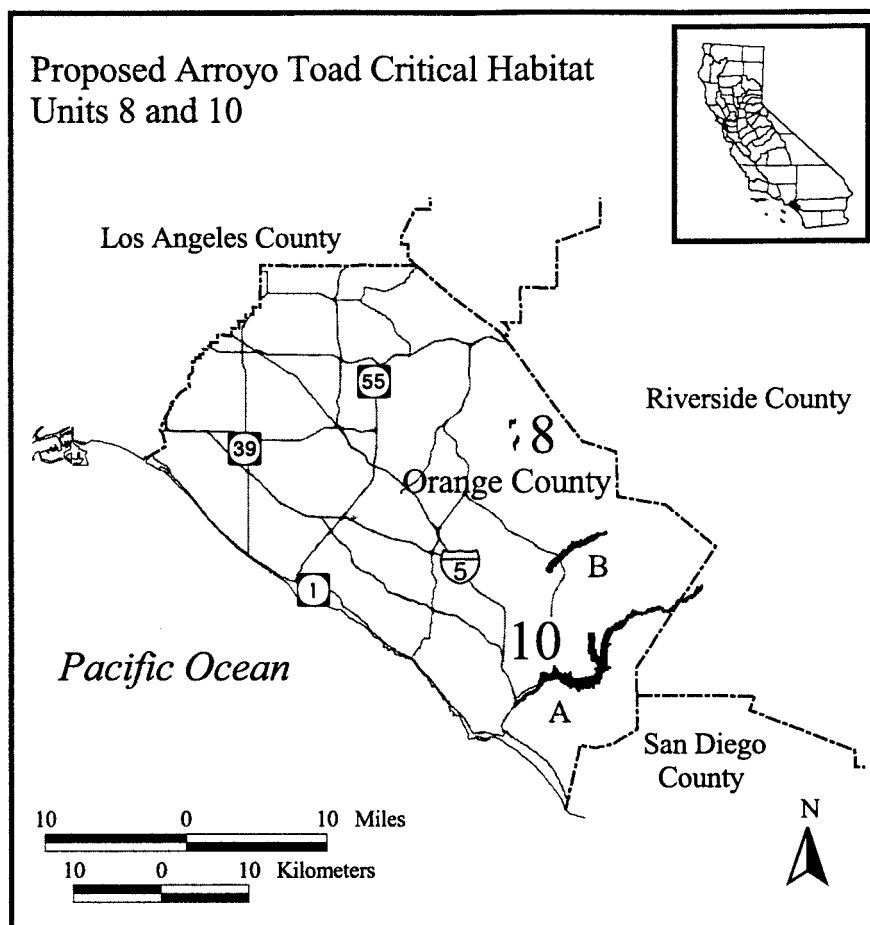 Proposed Arroyo Toad Critical Habitat
Units 8 and 10
Los Angeles County
55
Riverside County
8
39
Orange County
5
B
1
10
Pacific Ocean
A
San Diego
County
10 0 10 Miles
10 0 10 Kilometers
N